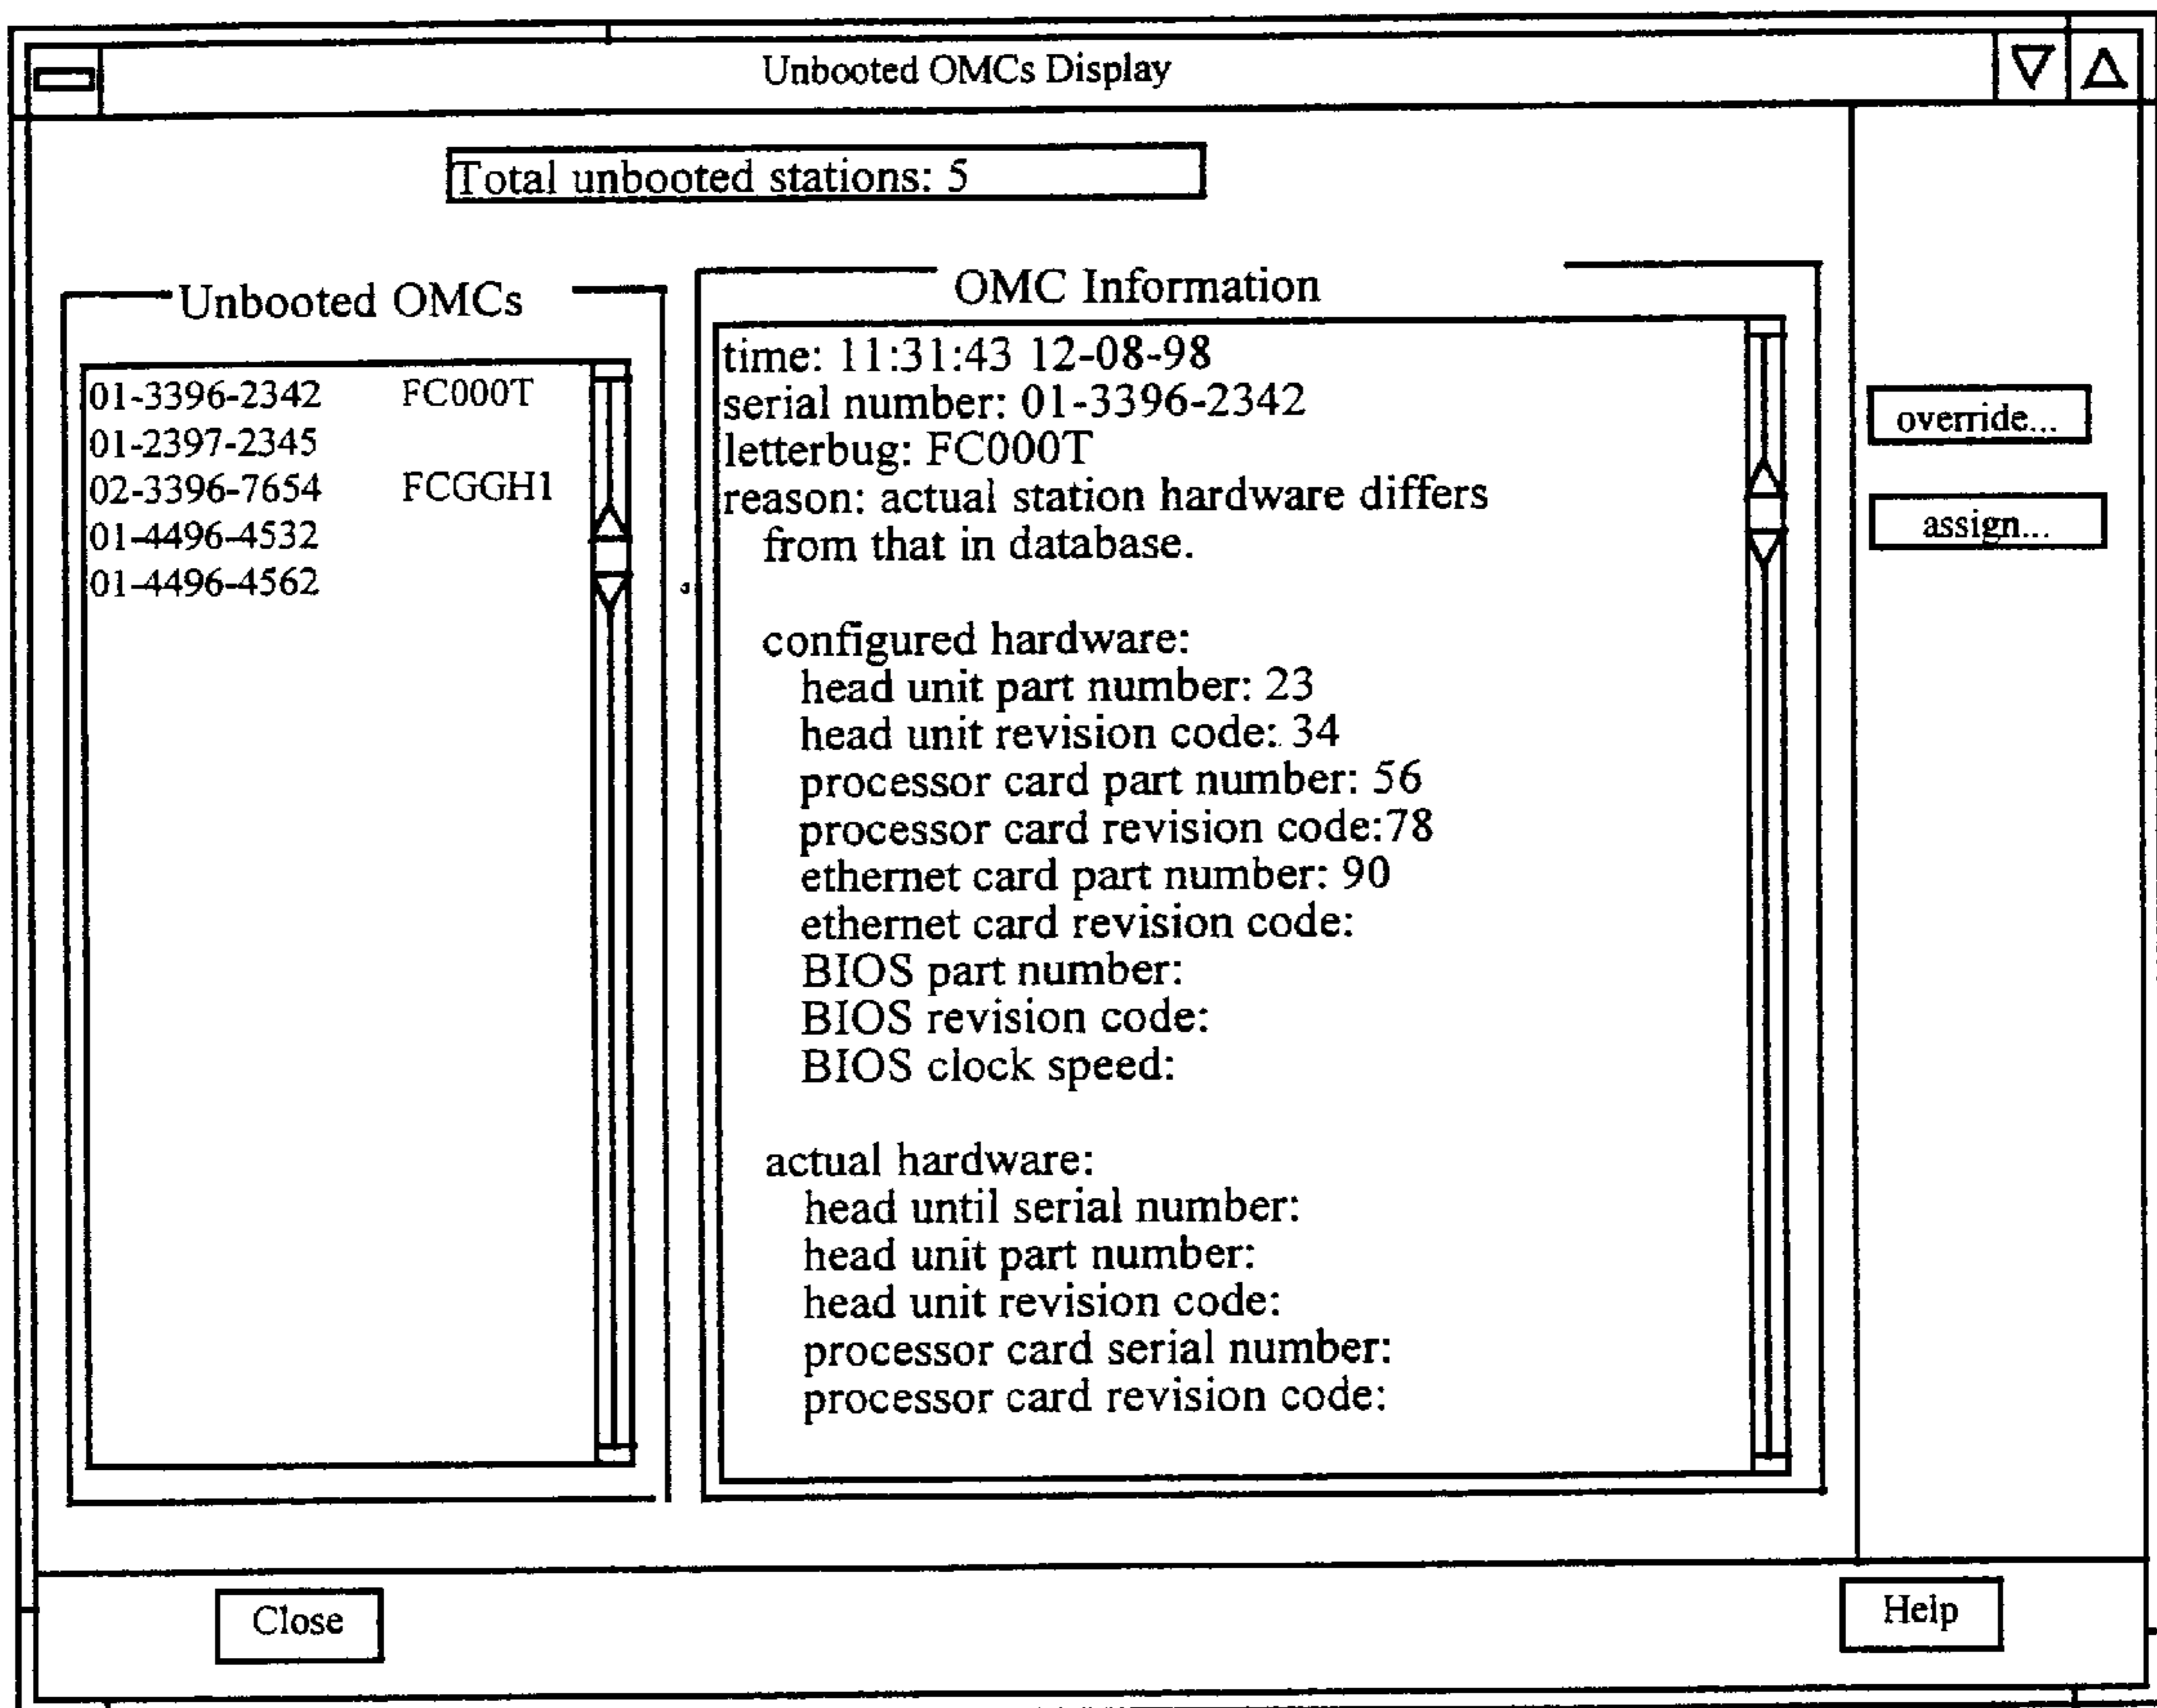 Unbooted OMCs Display
Total unbooted stations: 5
Unbooted OMCs
01-3396-2342 FC000T
01-2397-2345
02-3396-7654 FCGGH1
01-4496-4532
01-4496-4562
OMC Information
time: 11:31:43 12-08-98
serial number: 01-3396-2342
letterbug: FC000T
reason: actual station hardware differs
from that in database.
configured hardware:
head unit part number: 23
head unit revision code: 34
processor card part number: 56
processor card revision code:78
ethernet card part number: 90
ethernet card revision code:
BIOS part number:
BIOS revision code:
BIOS clock speed:
actual hardware:
head until serial number:
head unit part number:
head unit revision code:
processor card serial number:
processor card revision code:
override...
assign...
Close
Help